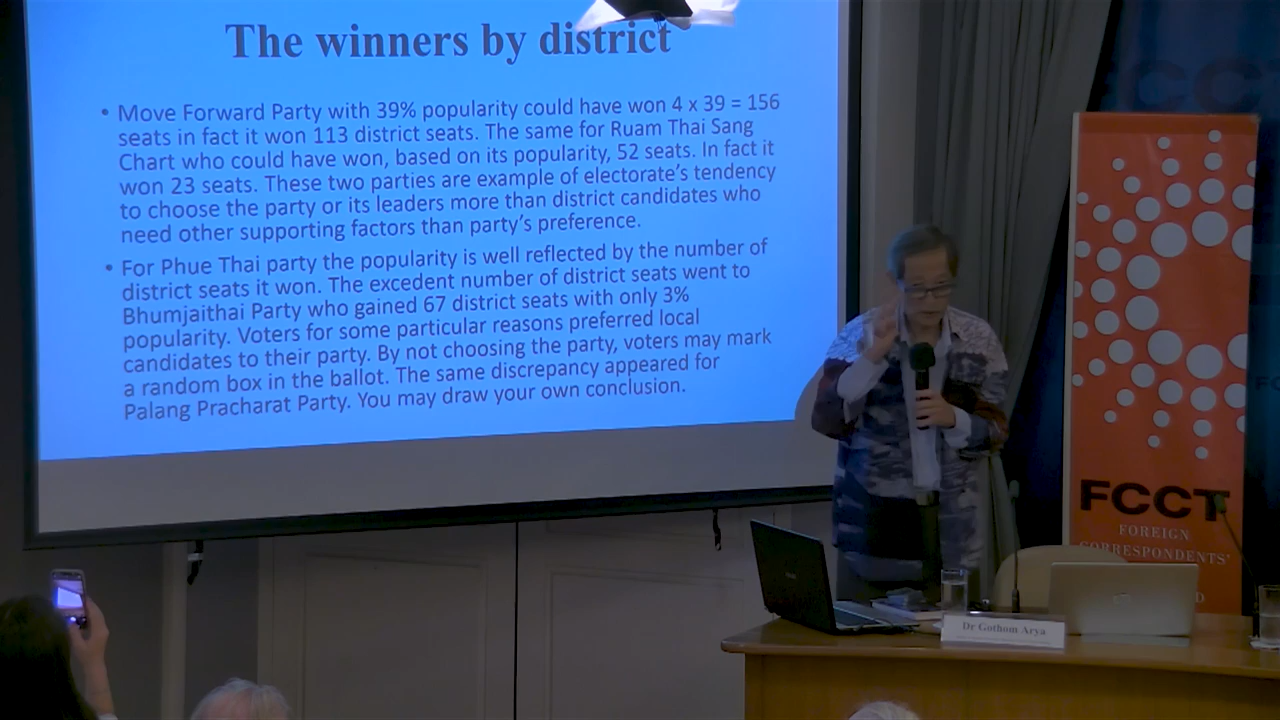 The winners by district
• Move Forward Party with 39% popularity could have won 4 x 39 = 156
seats in fact it won 113 district seats. The same for Ruam Thai Sang
Chart who could have won, based on its popularity, 52 seats. In fact it
won 23 seats. These two parties are example of electorate's tendency
to choose the party or its leaders more than district candidates who
need other supporting factors than party's preference.
• For Phue Thai party the popularity is well reflected by the number of
district seats it won. The excedent number of district seats went to
Bhumjaithai Party who gained 67 district seats with only 3%
popularity. Voters for some particular reasons preferred local
candidates to their party. By not choosing the party, voters may mark
a random box in the ballot. The same discrepancy appeared for
Palang Pracharat Party. You may draw your own conclusion.
FCCT
FOREIGN
CORRESPONDENTS'
Dr Gothom Arya